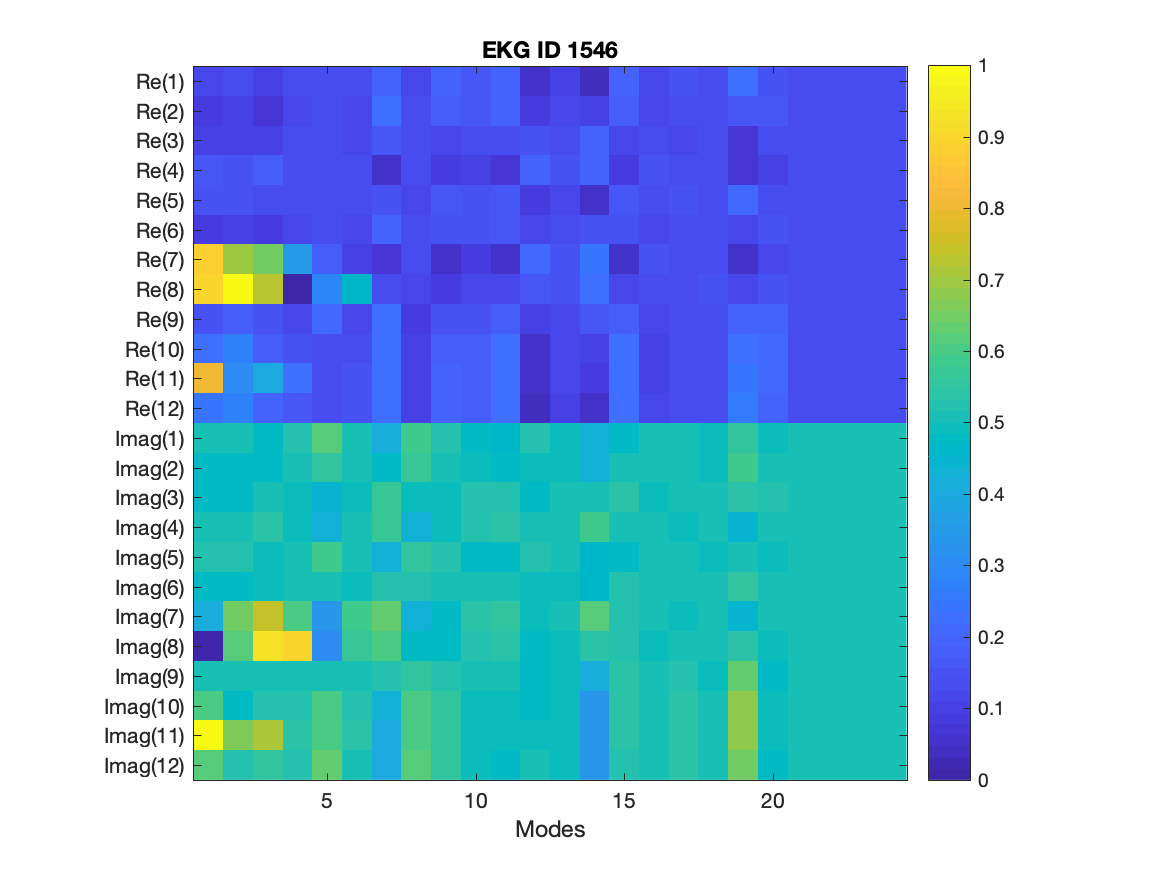 EKG ID 1546
Re(1)
Re(2)
Re(3)
Re(4)
Re(5)
Re(6)
Re(7)
Re(8)
Re(9)
Re(10)
Re(11)
Re(12)
Imag(1)
Imag(2)
Imag(3)
Imag(4)
Imag(5)
Imag(6)
Imag(7)
Imag(8)
Imag(9)
Imag(10)
Imag(11)
Imag(12)
5 10 15 20
Modes
1
0.9
0.8
0.7
0.6
0.5
0.4
0.3
0.2
0.1
0